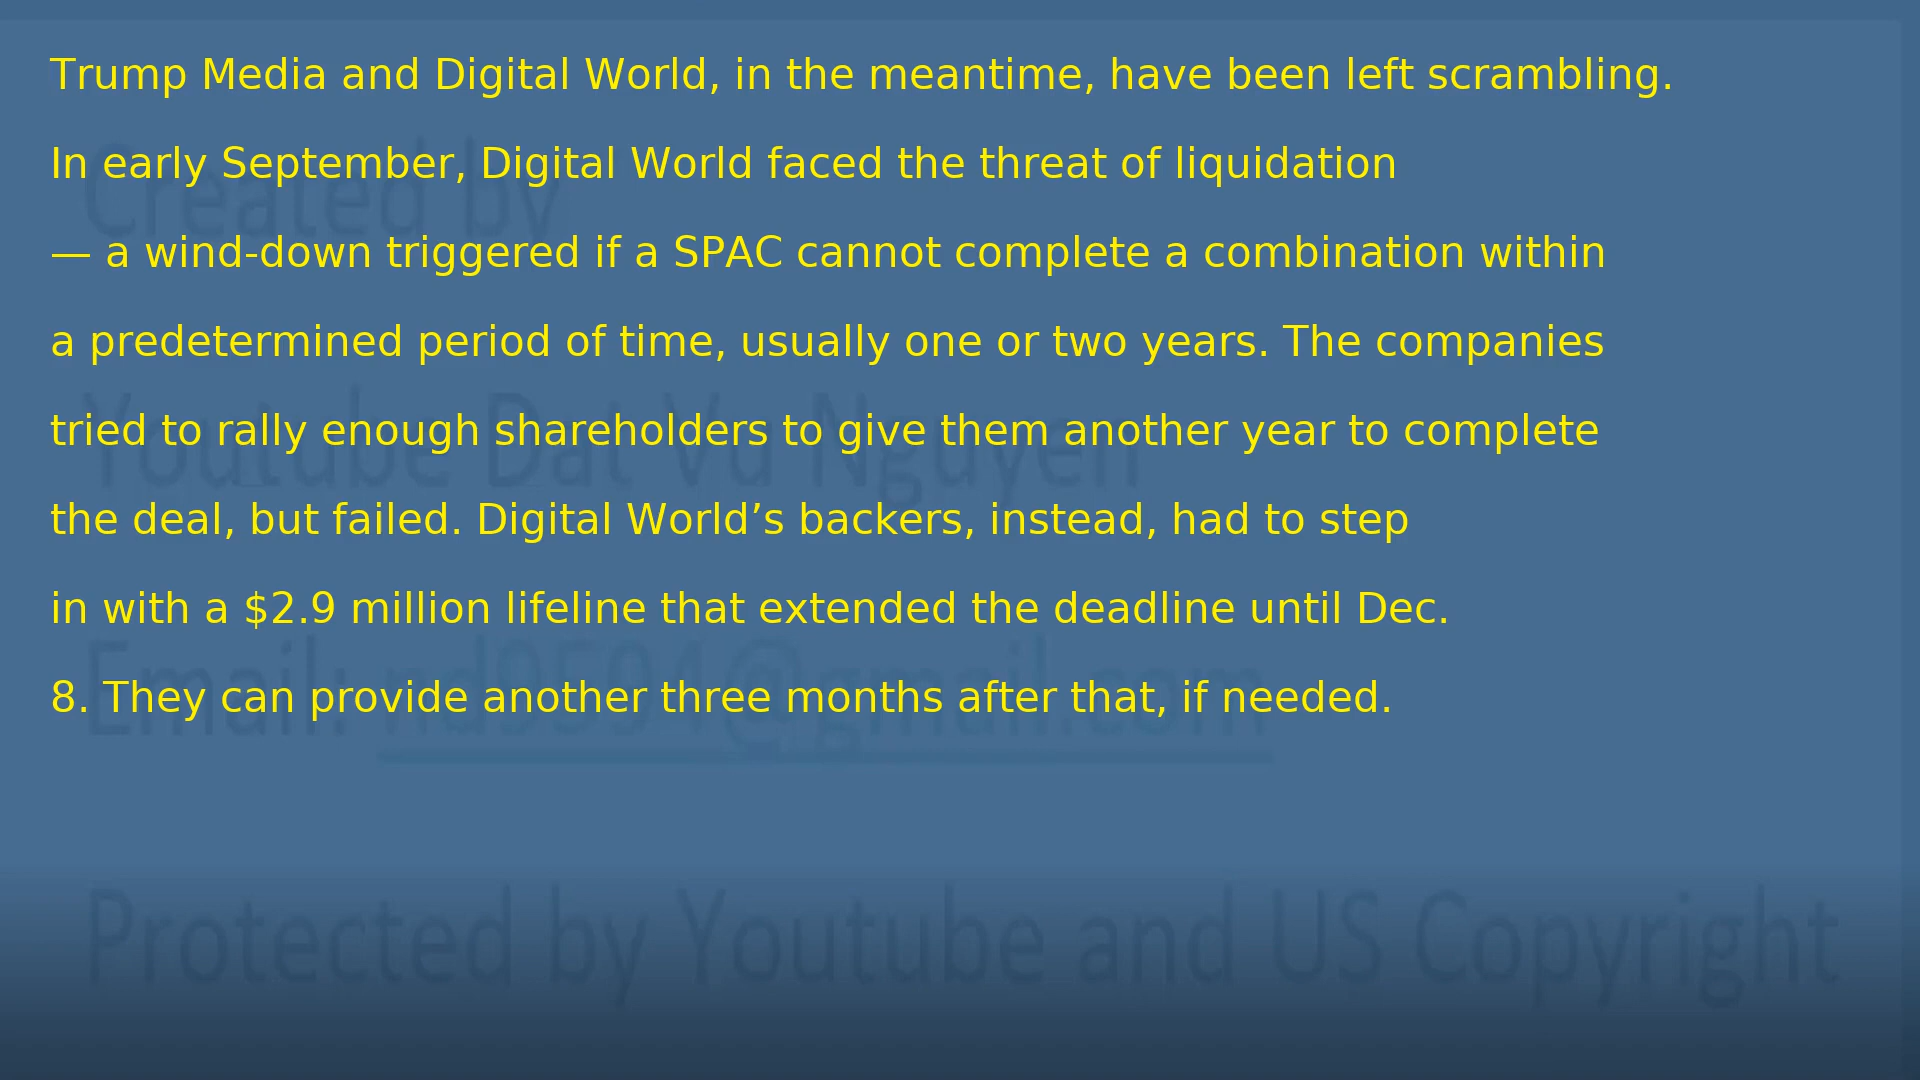 Trump Media and Digital World, in the meantime, have been left scrambling.
In early September, Digital World faced the threat of liquidation
Created by
— a wind-down triggered if a SPAC cannot complete a combination within
a predetermined period of time, usually one or two years. The companies
tried to rally enough shareholders to give them another year to complete
Youtube Dat Vu Nguyen
the deal, but failed. Digital World’s backers, instead, had to step
in with a $2.9 million lifeline that extended the deadline until Dec.
8. They can provide another three months after that, if needed.
Email: nd9594@gmail.com
Protected by Youtube and US Copyright